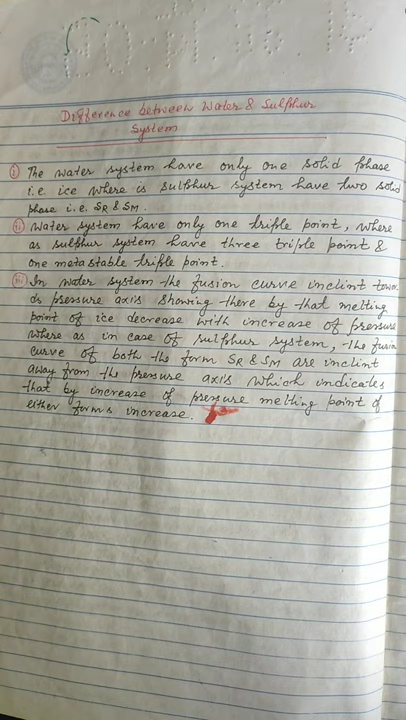 Difference between Water & Sulphur
System
(i) The water system have only one solid phase
i.e. ice where is sulphur system have two solid
phase i.e. SR & SM.
(ii) Water system have only one triple point, where
as sulphur system have three triple point &
one metastable triple point.
(iii) In water system the fusion curve inclint towar
ds pressure axis showing there by that melting
point of ice decrease with increase of pressure
where as in case of sulphur system, the fusion
curve of both the form SR & SM are inclint
away from the pressure axis which indicates
that by increase of pressure melting point of
either forms increase.